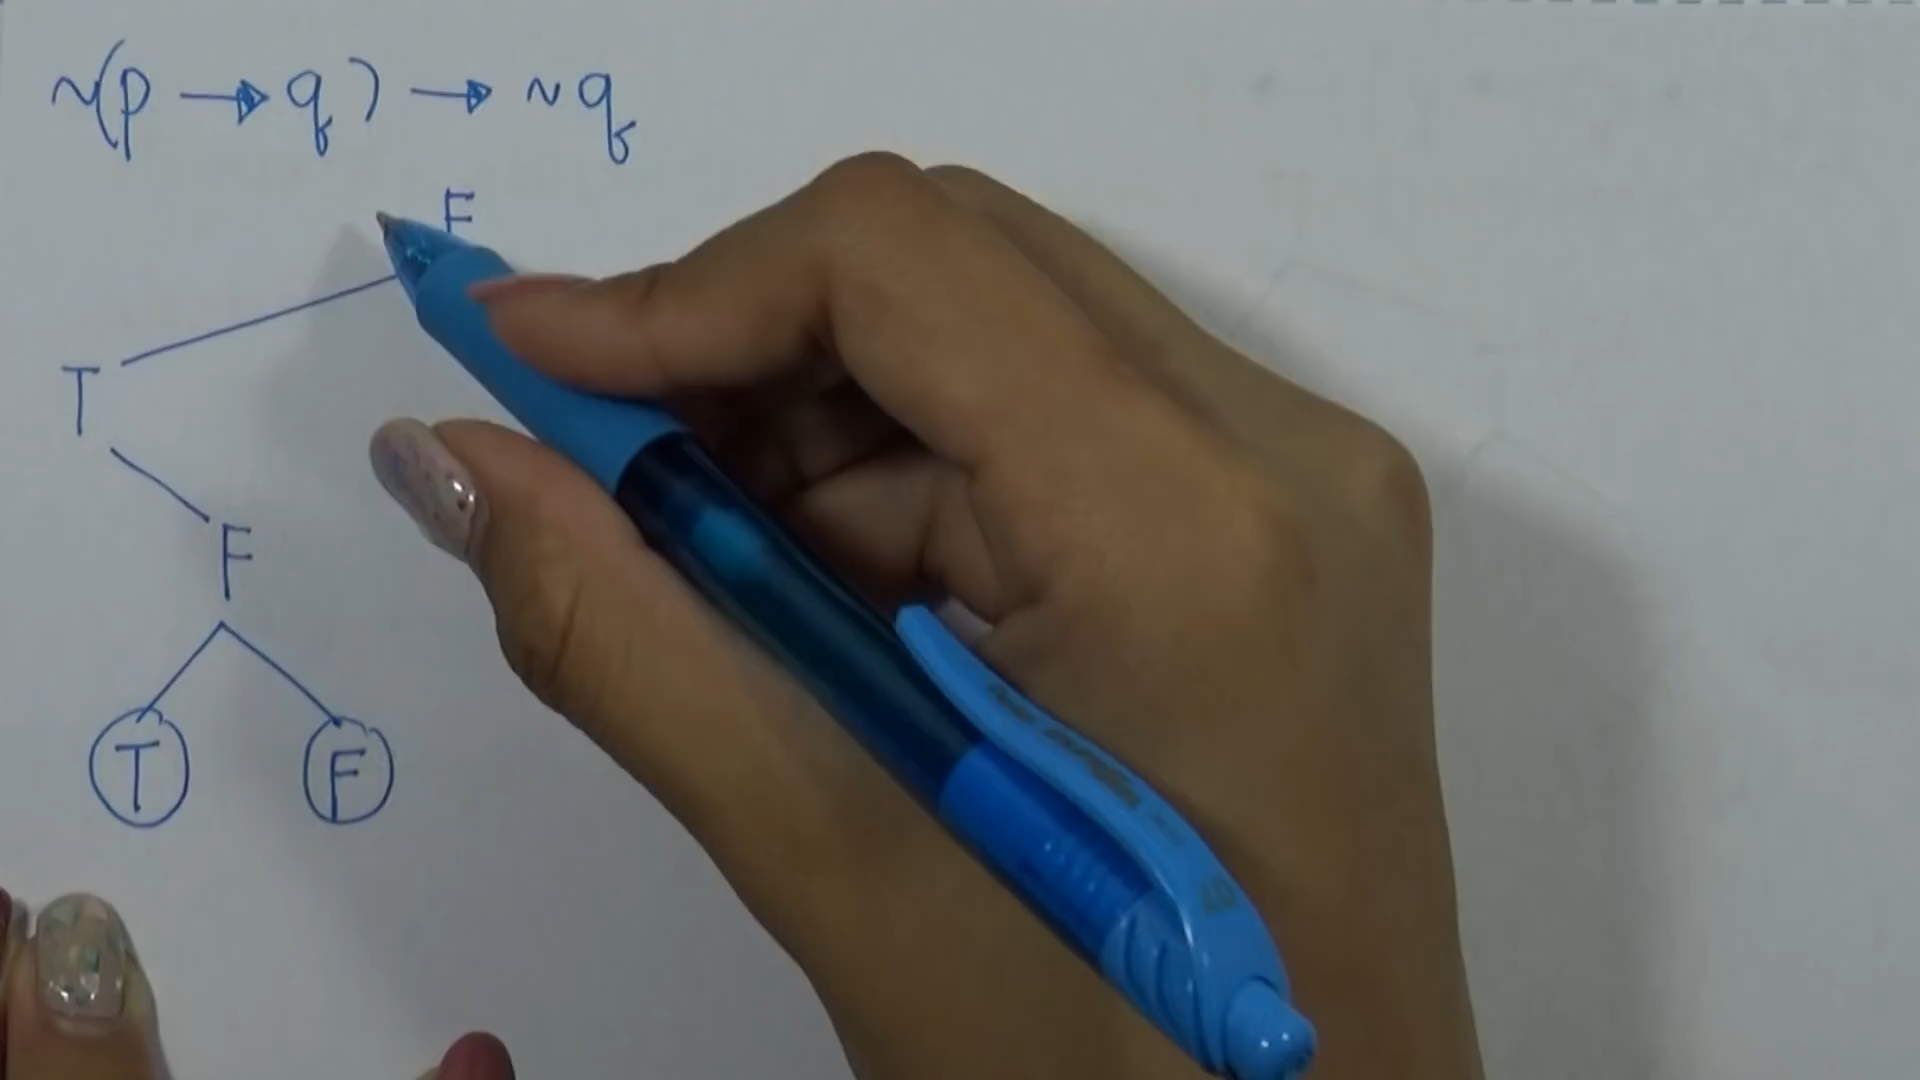 ~(p → q) → ~q
F
T
F
T F